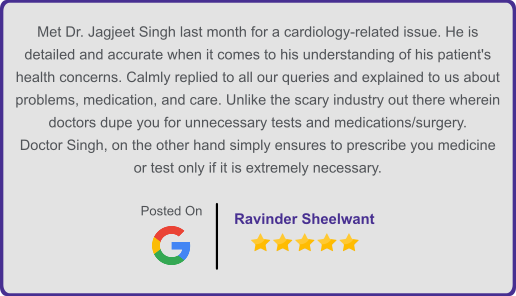 Met Dr. Jagjeet Singh last month for a cardiology-related issue. He is
detailed and accurate when it comes to his understanding of his patient's
health concerns. Calmly replied to all our queries and explained to us about
problems, medication, and care. Unlike the scary industry out there wherein
doctors dupe you for unnecessary tests and medications/surgery.
Doctor Singh, on the other hand simply ensures to prescribe you medicine
or test only if it is extremely necessary.
Posted On
Ravinder Sheelwant